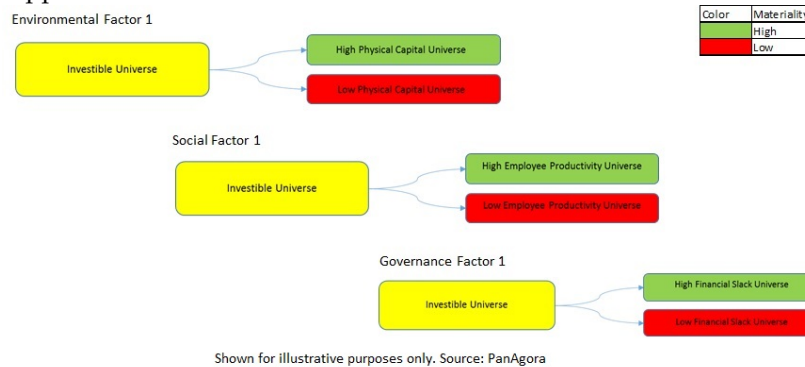 Environmental Factor 1
Color Materiality
High
Low
High Physical Capital Universe
Investible Universe
Low Physical Capital Universe
Social Factor 1
High Employee Productivity Universe
Investible Universe
Low Employee Productivity Universe
Governance Factor 1
High Financial Slack Universe
Investible Universe
Low Financial Slack Universe
Shown for illustrative purposes only. Source: PanAgora